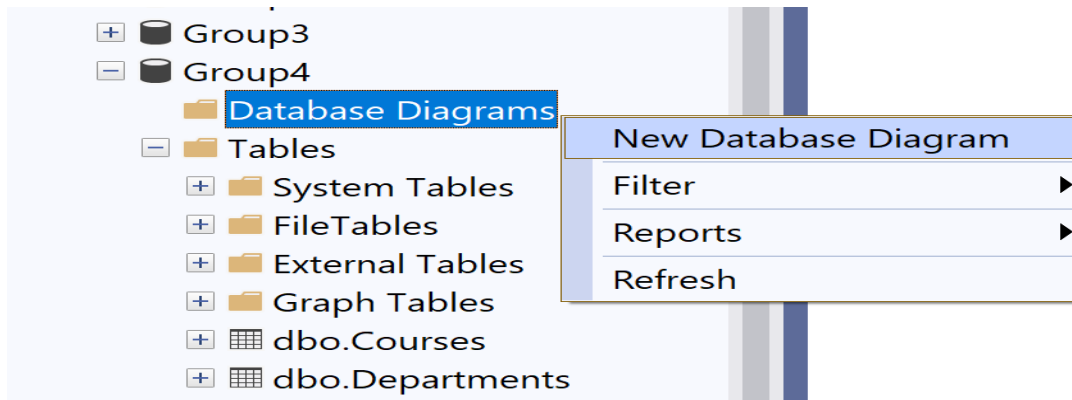 Group3
Group4
Database Diagrams
New Database Diagram
Tables
System Tables
Filter
FileTables
Reports
External Tables
Refresh
Graph Tables
dbo.Courses
dbo.Departments